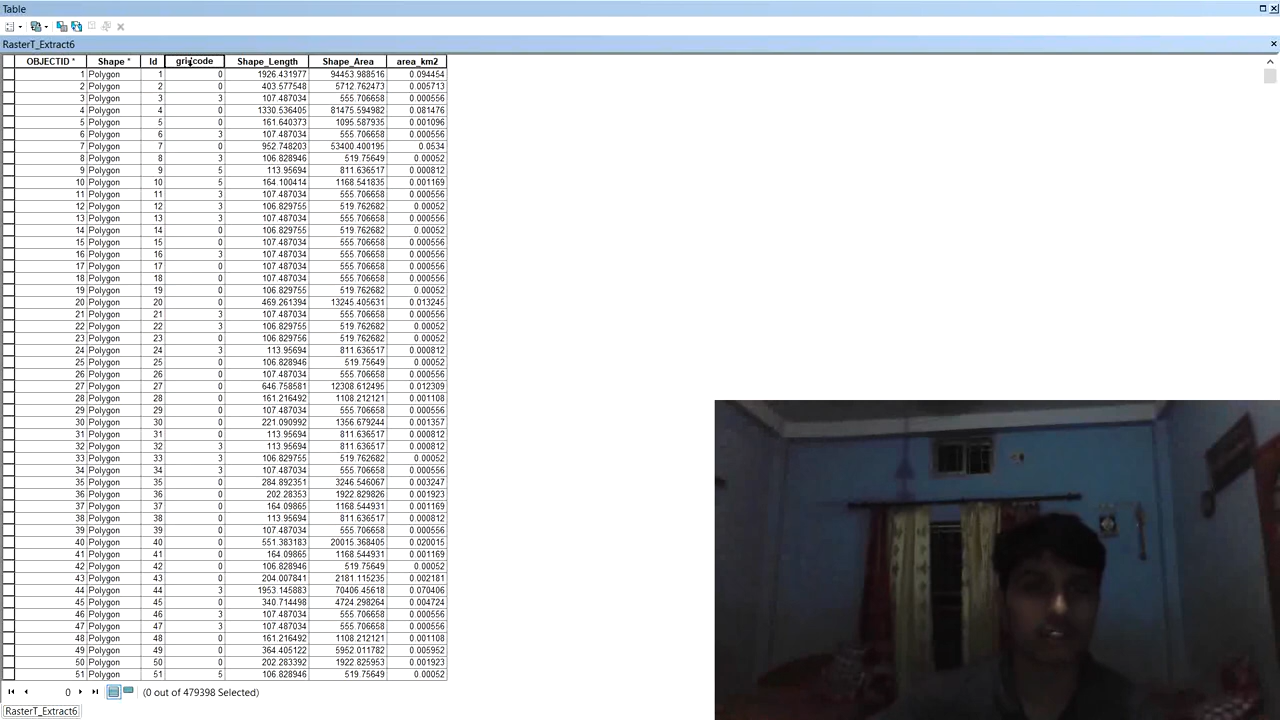 Table
RasterT_Extract6
OBJECTID * Shape * Id gridcode Shape_Length Shape_Area area_km2
1 Polygon 1 0 1926.431977 94453.988516 0.094454
2 Polygon 2 0 403.577548 5712.762473 0.005713
3 Polygon 3 3 107.487034 555.706658 0.000556
4 Polygon 4 0 1330.536405 81475.594982 0.081476
5 Polygon 5 0 161.640373 1095.587935 0.001096
6 Polygon 6 3 107.487034 555.706658 0.000556
7 Polygon 7 0 952.748203 53400.400195 0.0534
8 Polygon 8 3 106.828946 519.75649 0.00052
9 Polygon 9 5 113.95694 811.636517 0.000812
10 Polygon 10 5 164.100414 1168.541835 0.001169
11 Polygon 11 3 107.487034 555.706658 0.000556
12 Polygon 12 3 106.829755 519.762682 0.00052
13 Polygon 13 3 107.487034 555.706658 0.000556
14 Polygon 14 0 106.829755 519.762682 0.00052
15 Polygon 15 0 107.487034 555.706658 0.000556
16 Polygon 16 3 107.487034 555.706658 0.000556
17 Polygon 17 0 107.487034 555.706658 0.000556
18 Polygon 18 0 107.487034 555.706658 0.000556
19 Polygon 19 0 106.829755 519.762682 0.00052
20 Polygon 20 0 469.261394 13245.405631 0.013245
21 Polygon 21 3 107.487034 555.706658 0.000556
22 Polygon 22 3 106.829755 519.762682 0.00052
23 Polygon 23 0 106.829756 519.762682 0.00052
24 Polygon 24 3 113.95694 811.636517 0.000812
25 Polygon 25 0 106.828946 519.75649 0.00052
26 Polygon 26 0 107.487034 555.706658 0.000556
27 Polygon 27 0 646.758581 12308.612495 0.012309
28 Polygon 28 0 161.216492 1108.212121 0.001108
29 Polygon 29 0 107.487034 555.706658 0.000556
30 Polygon 30 0 221.090992 1356.679244 0.001357
31 Polygon 31 0 113.95694 811.636517 0.000812
32 Polygon 32 3 113.95694 811.636517 0.000812
33 Polygon 33 3 106.829755 519.762682 0.00052
34 Polygon 34 3 107.487034 555.706658 0.000556
35 Polygon 35 0 284.892351 3246.546067 0.003247
36 Polygon 36 0 202.28353 1922.829826 0.001923
37 Polygon 37 0 164.09865 1168.544931 0.001169
38 Polygon 38 0 113.95694 811.636517 0.000812
39 Polygon 39 0 107.487034 555.706658 0.000556
40 Polygon 40 0 551.383183 20015.368405 0.020015
41 Polygon 41 0 164.09865 1168.544931 0.001169
42 Polygon 42 0 106.828946 519.762682 0.00052
43 Polygon 43 0 204.007841 2181.115235 0.002181
44 Polygon 44 3 1953.145883 70406.45618 0.070406
45 Polygon 45 0 340.714498 4724.298264 0.004724
46 Polygon 46 3 107.487034 555.706658 0.000556
47 Polygon 47 3 107.487034 555.706658 0.000556
48 Polygon 48 0 161.216492 1108.212121 0.001108
49 Polygon 49 0 364.405122 5952.011782 0.005952
50 Polygon 50 0 202.283392 1922.825953 0.001923
51 Polygon 51 5 106.828946 519.75649 0.00052
0 (0 out of 479398 Selected)
RasterT_Extract6